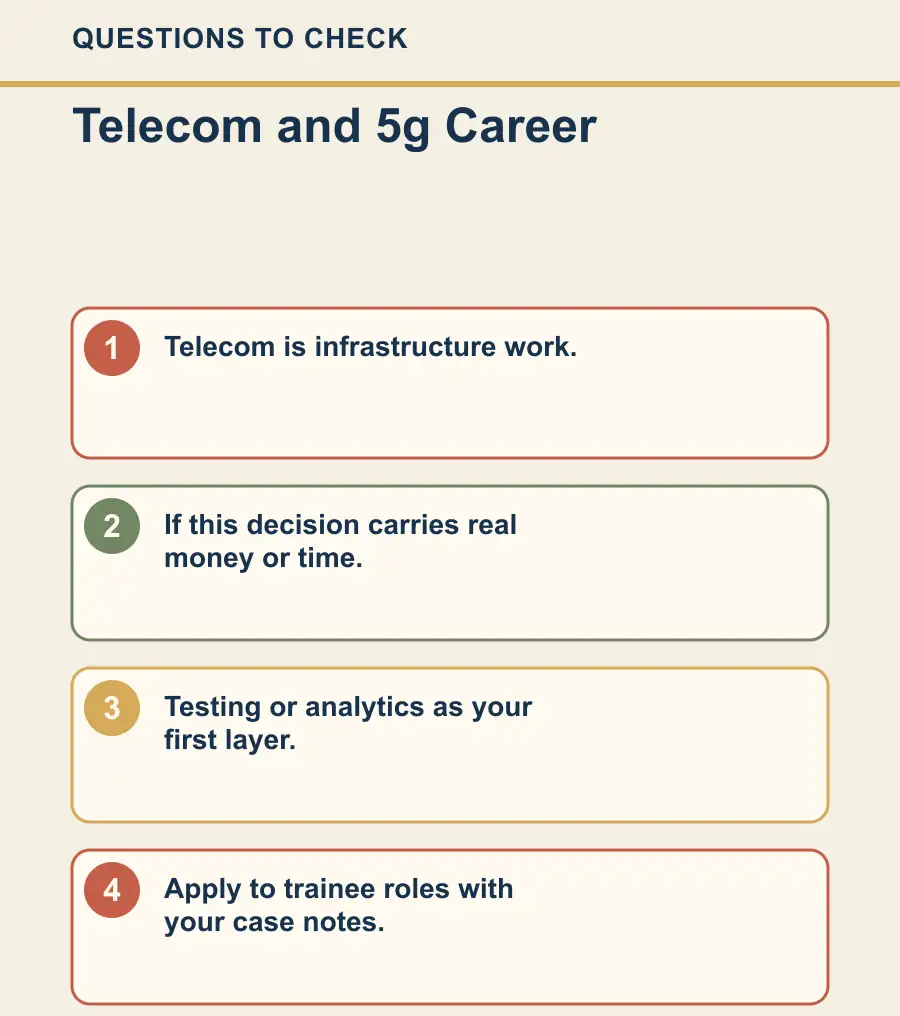 QUESTIONS TO CHECK
Telecom and 5g Career
1
Telecom is infrastructure work.
2
If this decision carries real
money or time.
3
Testing or analytics as your
first layer.
4
Apply to trainee roles with
your case notes.